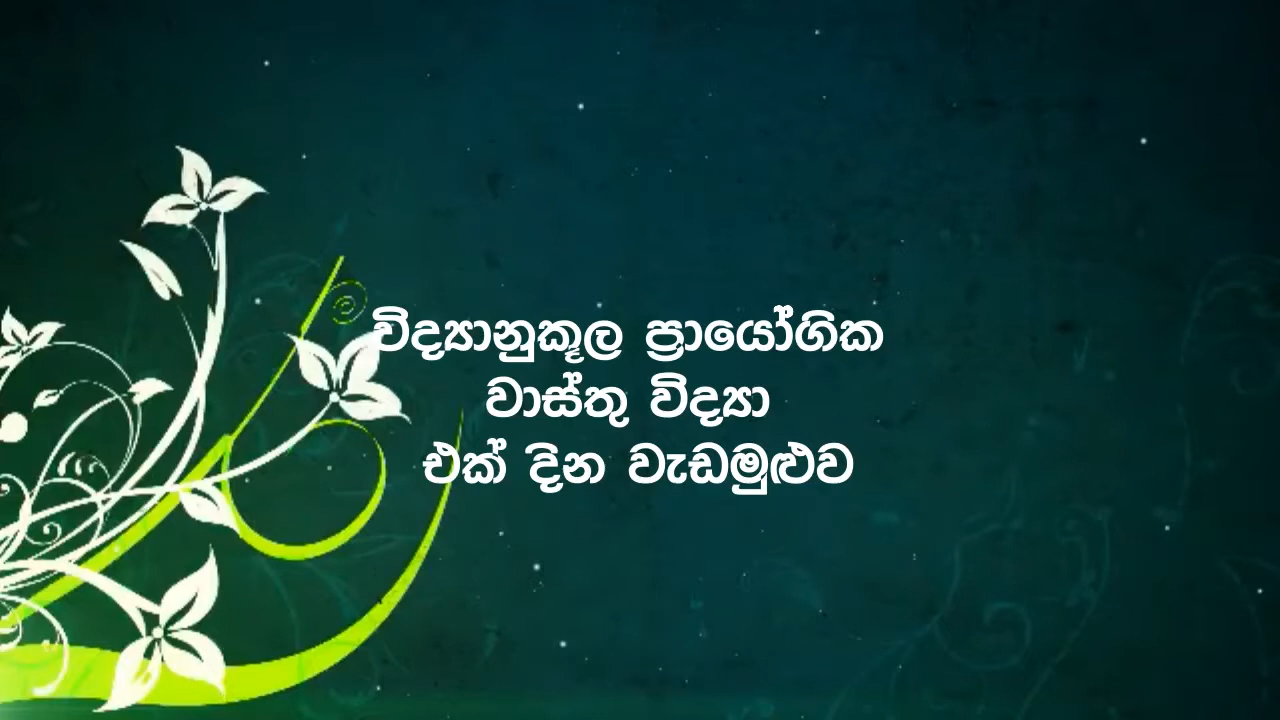 විද්‍යානුකූල ප්‍රායෝගික
වාස්තු විද්‍යා
එක් දින වැඩමුළුව